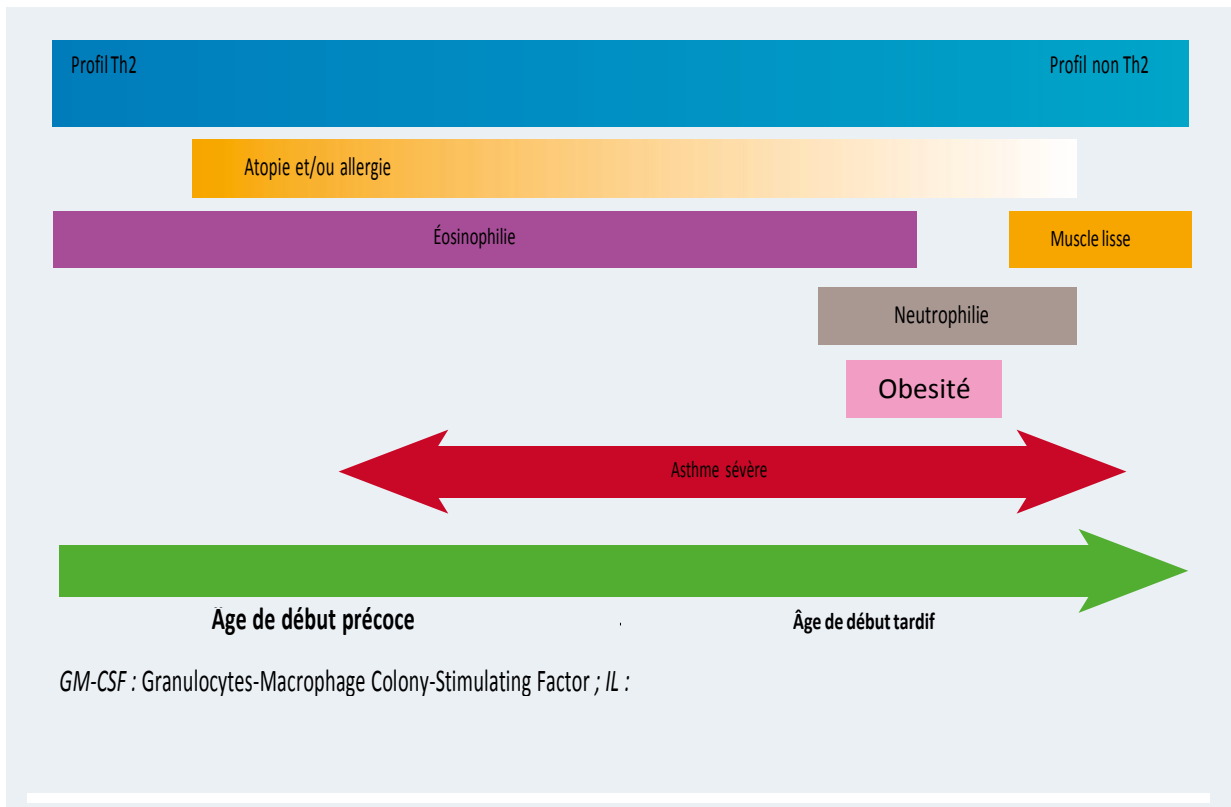 Profil Th2 Profil non Th2
Atopie et/ou allergie
Éosinophilie Muscle lisse
Neutrophilie
Obesité
Asthme sévère
Âge de début précoce Âge de début tardif
GM-CSF : Granulocytes-Macrophage Colony-Stimulating Factor ; IL :